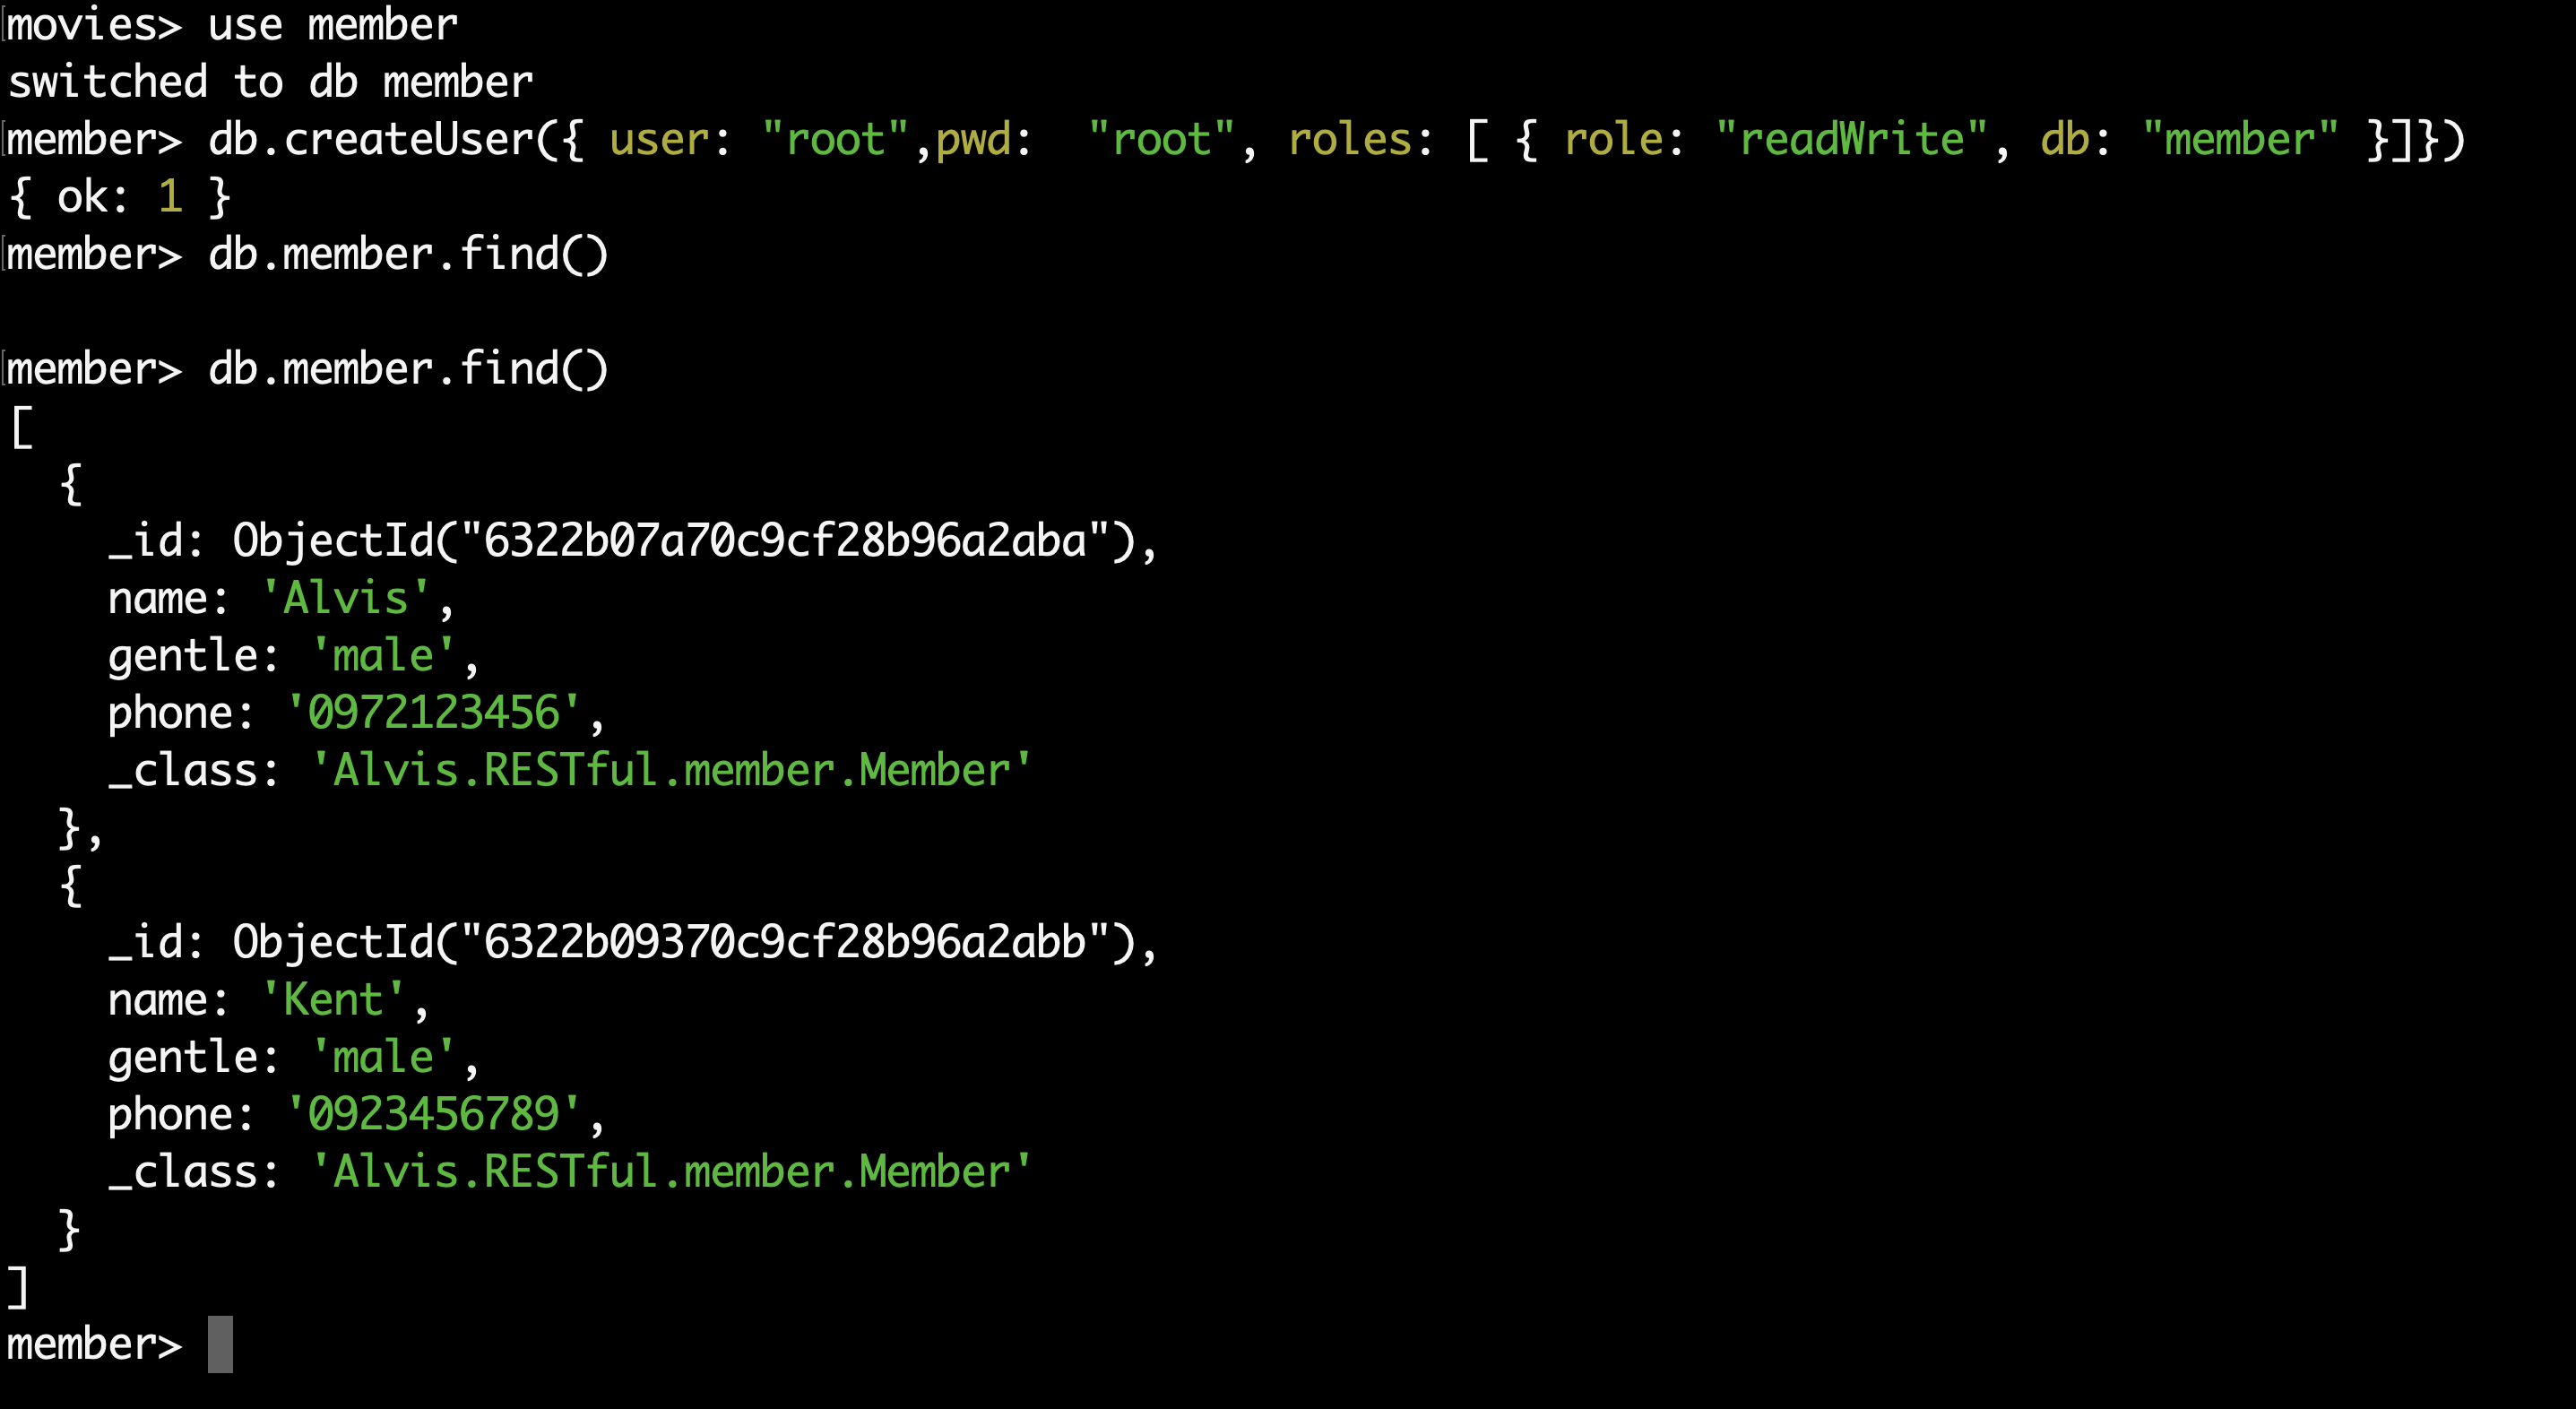 movies> use member
switched to db member
member> db.createUser({ user: "root",pwd:  "root", roles: [ { role: "readWrite", db: "member" }]})
{ ok: 1 }
member> db.member.find()

member> db.member.find()
[
  {
    _id: ObjectId("6322b07a70c9cf28b96a2aba"),
    name: 'Alvis',
    gentle: 'male',
    phone: '0972123456',
    _class: 'Alvis.RESTful.member.Member'
  },
  {
    _id: ObjectId("6322b09370c9cf28b96a2abb"),
    name: 'Kent',
    gentle: 'male',
    phone: '0923456789',
    _class: 'Alvis.RESTful.member.Member'
  }
]
member>